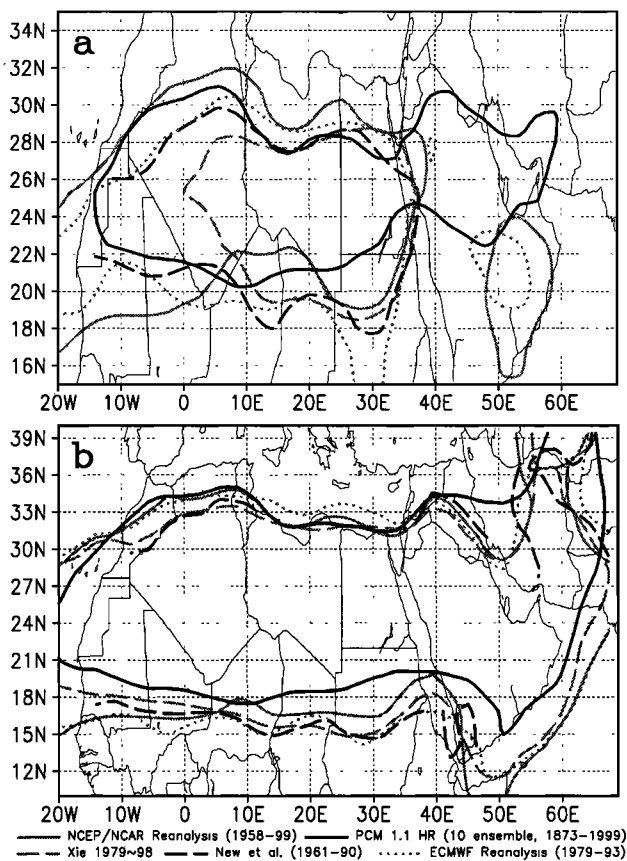 a
34N
32N
30N
28N
26N
24N
22N
20N
18N
16N
20W 10W 0 10E 20E 30E 40E 50E 60E
b
39N
36N
33N
30N
27N
24N
21N
18N
15N
12N
20W 10W 0 10E 20E 30E 40E 50E 60E
NCEP/NCAR Reanalysis (1958-99) PCM 1.1 HR (10 ensemble, 1873-1999)
Xie 1979~98 New et al. (1961-90) ECMWF Reanalysis (1979-93)